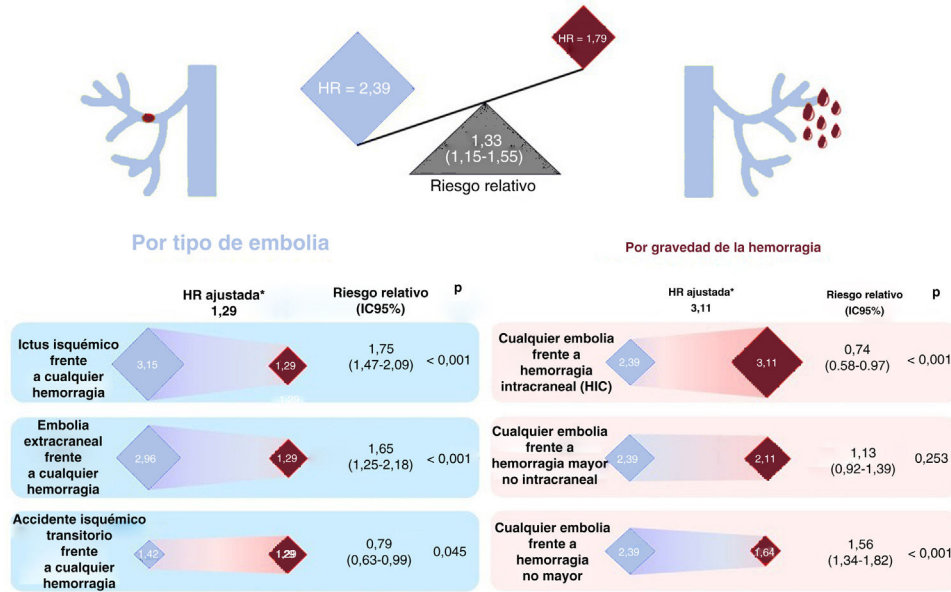 HR = 1,79
HR = 2,39
1,33
(1,15-1,55)
Riesgo relativo
Por tipo de embolia
HR ajustada*
1,29
Riesgo relativo
(IC95%)
p
Ictus isquémico
frente
a cualquier
hemorragia
3,15
1,29
1,75
(1,47-2,09)
< 0,001
Embolia
extracraneal
frente
a cualquier
hemorragia
2,96
1,29
1,65
(1,25-2,18)
< 0,001
Accidente isquémico
transitorio
frente
a cualquier
hemorragia
1,42
1,29
0,79
(0,63-0,99)
0,045
Por gravedad de la hemorragia
HR ajustada*
3,11
Riesgo relativo
(IC95%)
p
Cualquier embolia
frente a
hemorragia
intracraneal (HIC)
2,39
3,11
0,74
(0.58-0.97)
< 0,001
Cualquier embolia
frente a
hemorragia mayor
no intracraneal
2,39
2,11
1,13
(0,92-1,39)
0,253
Cualquier embolia
frente a
hemorragia
no mayor
2,39
1,64
1,56
(1,34-1,82)
< 0,001